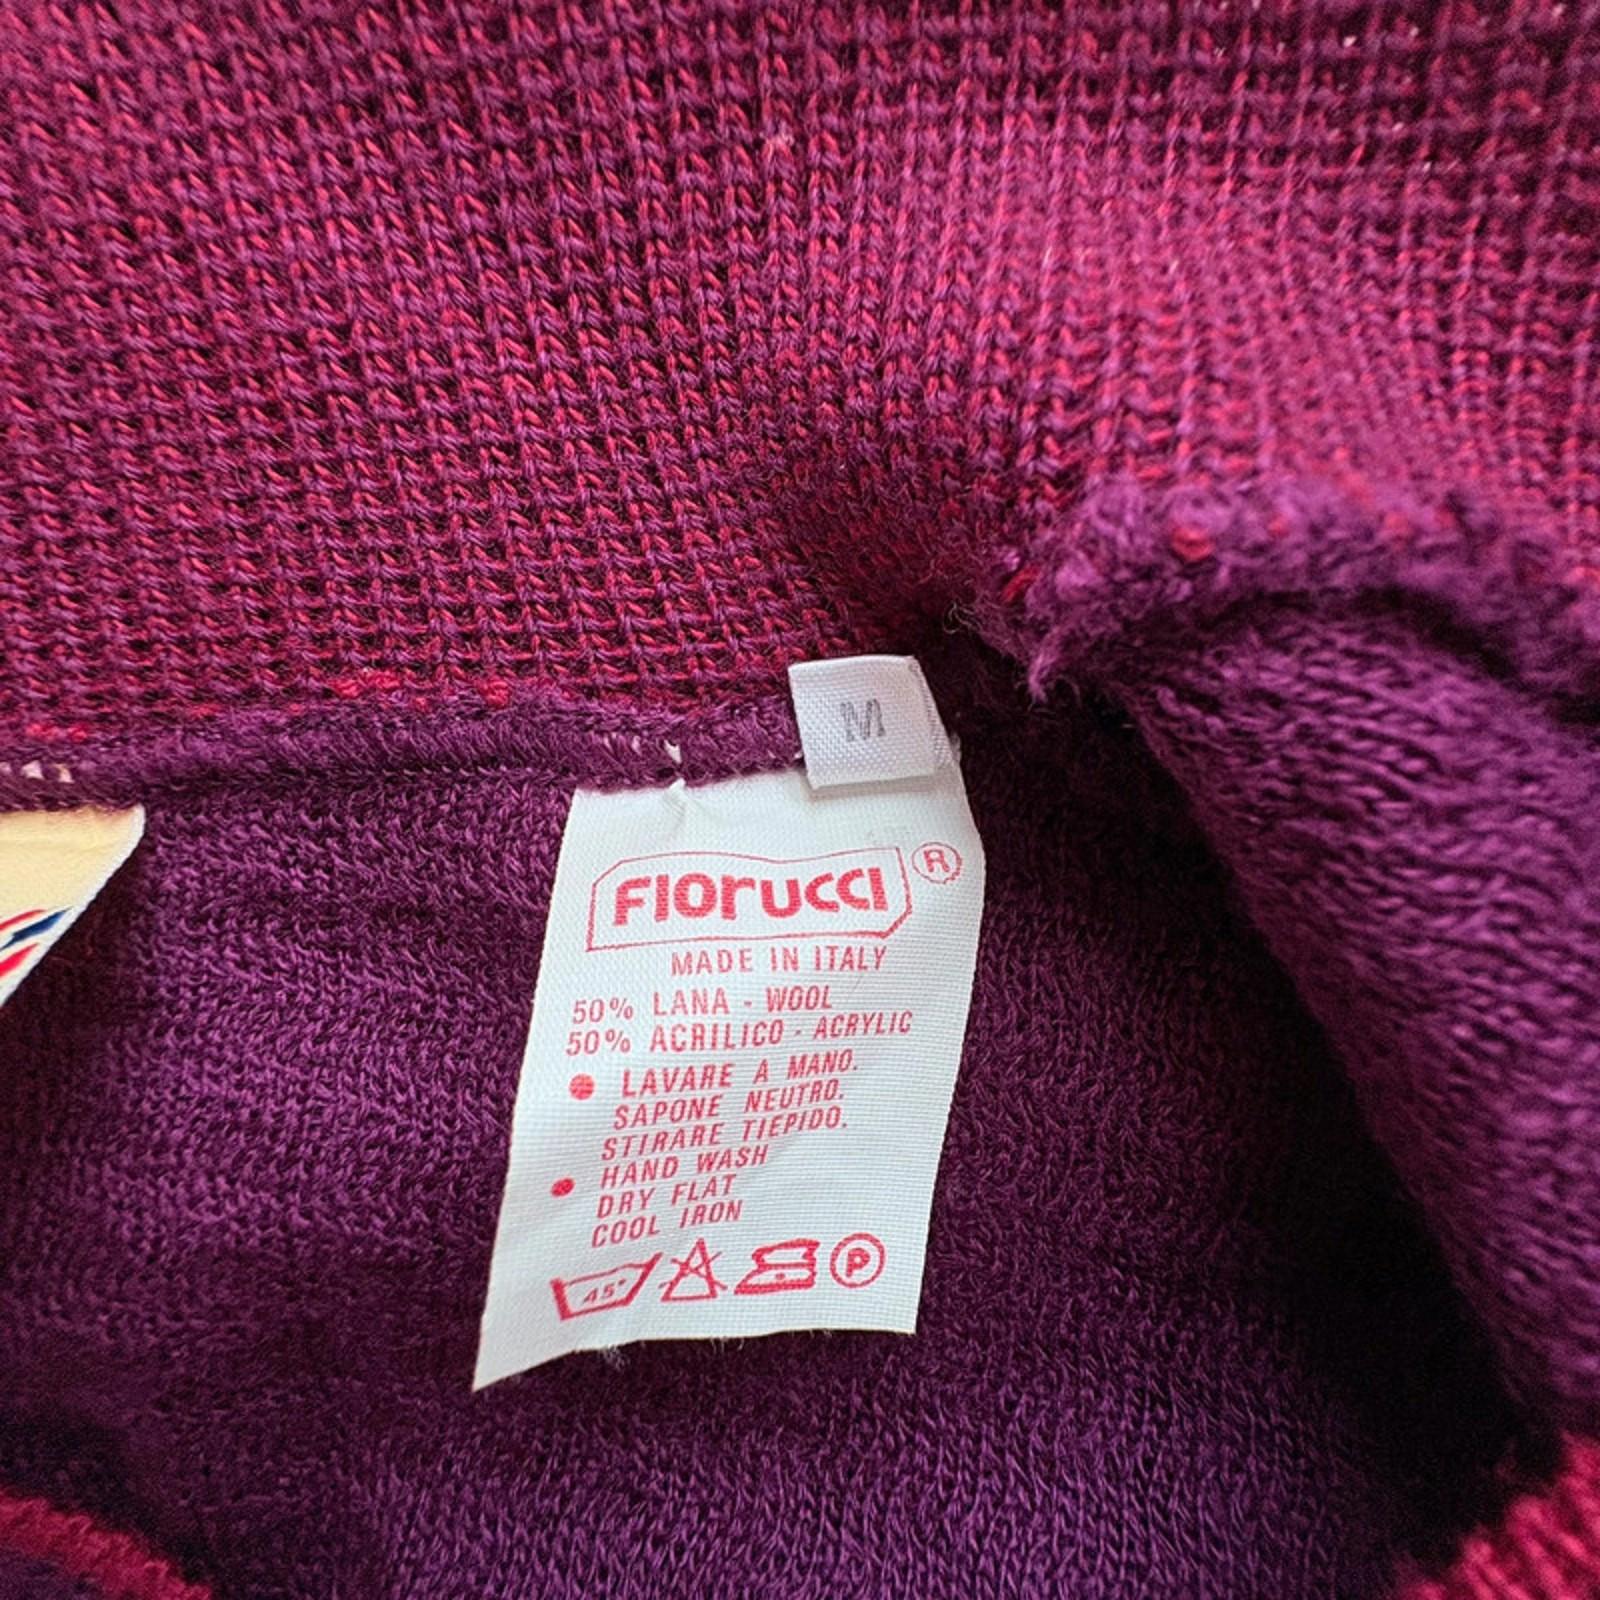 M
FIORUCCI ®
MADE IN ITALY
50% LANA - WOOL
50% ACRILICO - ACRYLIC
● LAVARE A MANO.
SAPONE NEUTRO.
STIRARE TIEPIDO.
● HAND WASH
DRY FLAT
COOL IRON
45° A P